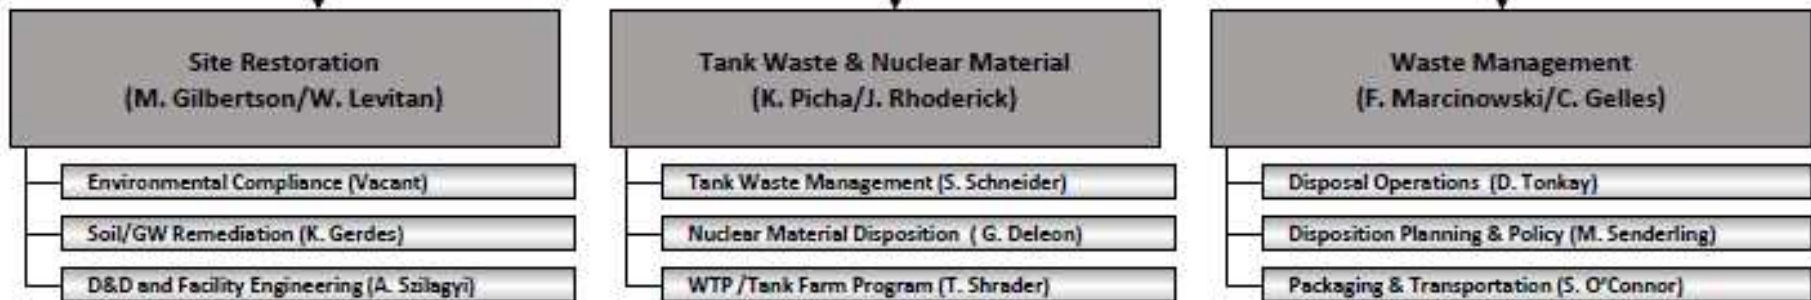 Site Restoration
(M. Gilbertson/W. Levitan)
Environmental Compliance (Vacant)
Soil/GW Remediation (K. Gerdes)
D&D and Facility Engineering (A. Szilagyi)
Tank Waste & Nuclear Material
(K. Picha/J. Rhoderick)
Tank Waste Management (S. Schneider)
Nuclear Material Disposition ( G. Deleon)
WTP /Tank Farm Program (T. Shrader)
Waste Management
(F. Marcinowski/C. Gelles)
Disposal Operations (D. Tonkay)
Disposition Planning & Policy (M. Senderling)
Packaging & Transportation (S. O'Connor)